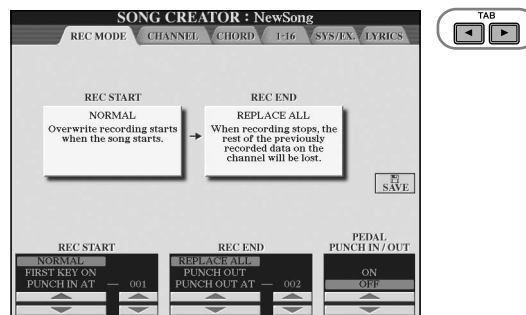 SONG CREATOR : NewSong
TAB
REC MODE CHANNEL CHORD 1-16 SYS/EX. LYRICS
REC START REC END
NORMAL
Overwrite recording starts
when the song starts.
REPLACE ALL
When recording stops, the
rest of the previously
recorded data on the
channel will be lost.
SAVE
REC START
NORMAL
FIRST KEY ON
PUNCH IN AT — 001
REC END
REPLACE ALL
PUNCH OUT
PUNCH OUT AT — 002
PEDAL
PUNCH IN / OUT
ON
OFF